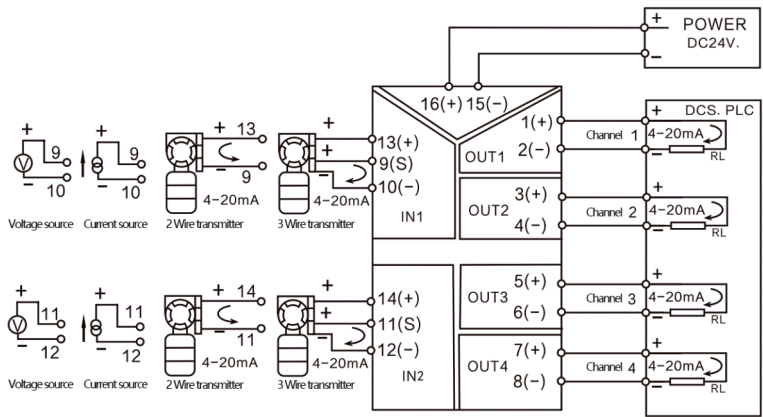 + POWER
DC24V.
−
16(+) 15(−)
+ DCS. PLC
1(+) Channel 1 4−20mA
2(−) − RL
OUT1
+ 9
V
− 10
Voltage source
+ 9
− 10
Current source
+ 13
− 9
4−20mA
2 Wire transmitter
+
+
−
4−20mA
3 Wire transmitter
13(+)
9(S)
10(−)
IN1
3(+) + Channel 2 4−20mA
OUT2
4(−) − RL
+ 11
V
− 12
Voltage source
+ 11
− 12
Current source
+ 14
− 11
4−20mA
2 Wire transmitter
+
+
−
4−20mA
3 Wire transmitter
14(+)
11(S)
12(−)
IN2
5(+) + Channel 3 4−20mA
OUT3
6(−) − RL
7(+) + Channel 4 4−20mA
OUT4
8(−) − RL